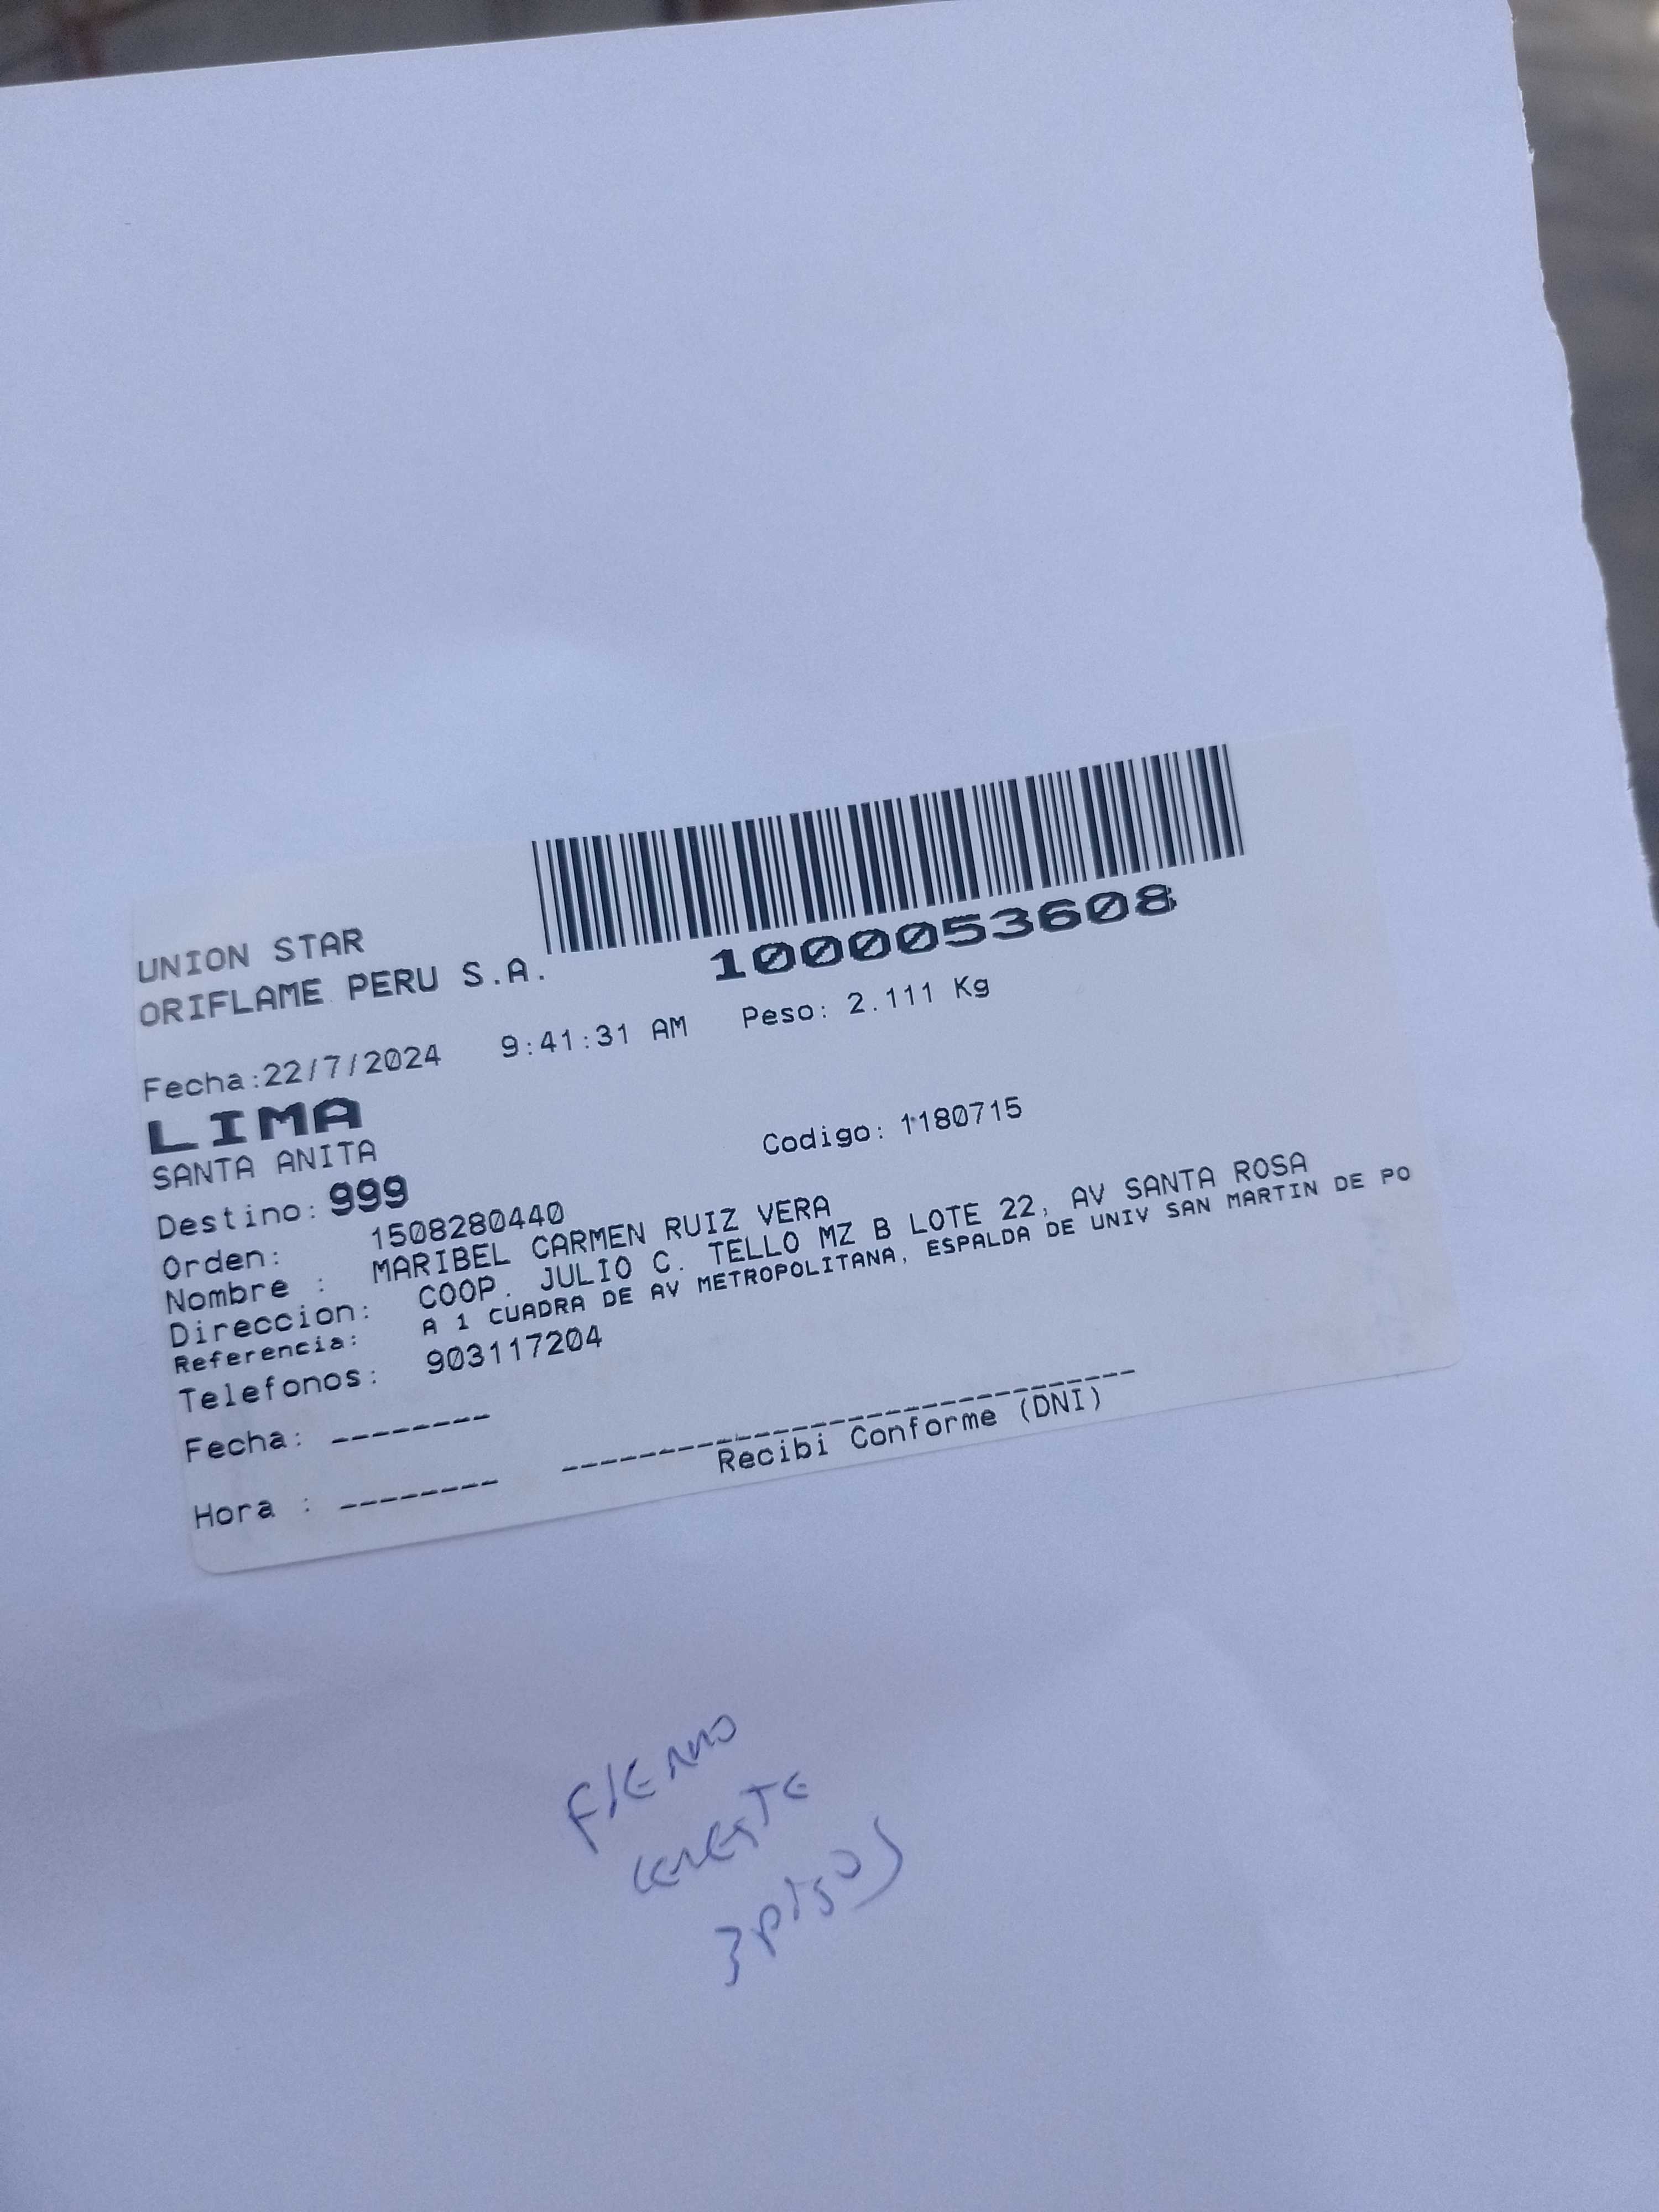 1000053608
UNION STAR
ORIFLAME PERU S.A.
Fecha:22/7/2024 9:41:31 AM Peso: 2.111 Kg
LIMA
SANTA ANITA Codigo: 1180715
Destino: 999
Orden: 1508280440
Nombre : MARIBEL CARMEN RUIZ VERA
Direccion: COOP. JULIO C. TELLO MZ B LOTE 22, AV SANTA ROSA
Referencia: A 1 CUADRA DE AV METROPOLITANA, ESPALDA DE UNIV SAN MARTIN DE PO
Telefonos: 903117204
Fecha: --------
Hora : --------
Recibi Conforme (DNI)
3 pisos